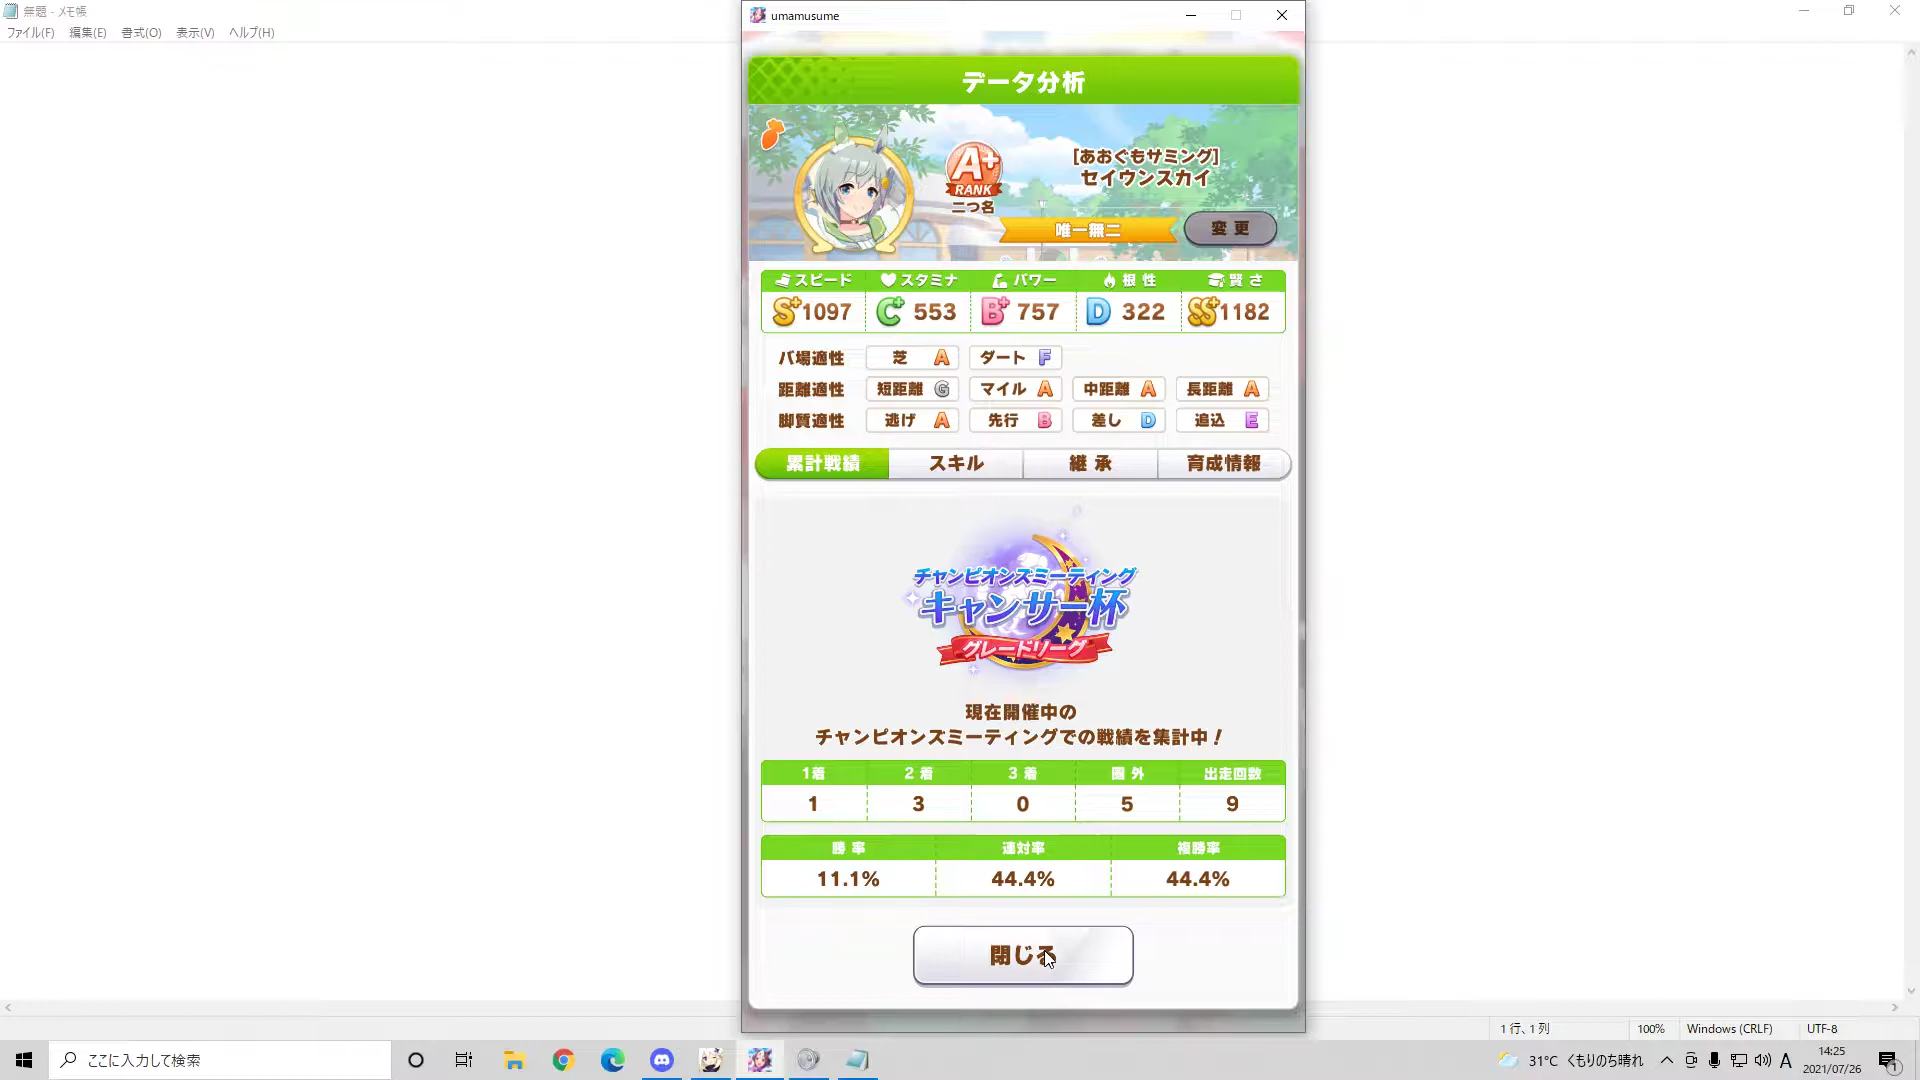 無題 - メモ帳
ファイル(F) 編集(E) 書式(O) 表示(V) ヘルプ(H)
umamusume
データ分析
A+
RANK
[あおぐもサミング]
セイウンスカイ
二つ名
唯一無二
変更
スピード スタミナ パワー 根性 賢さ
S+ 1097 C+ 553 B+ 757 D 322 SS+ 1182
バ場適性 芝 A ダート F
距離適性 短距離 G マイル A 中距離 A 長距離 A
脚質適性 逃げ A 先行 B 差し D 追込 E
累計戦績 スキル 継承 育成情報
チャンピオンズミーティング
キャンサー杯
グレードリーグ
現在開催中の
チャンピオンズミーティングでの戦績を集計中！
1着 2着 3着 圏外 出走回数
1 3 0 5 9
勝率 連対率 複勝率
11.1% 44.4% 44.4%
閉じる
1 行、1 列 100% Windows (CRLF) UTF-8
ここに入力して検索
31°C くもりのち晴れ
A
14:25
2021/07/26
1